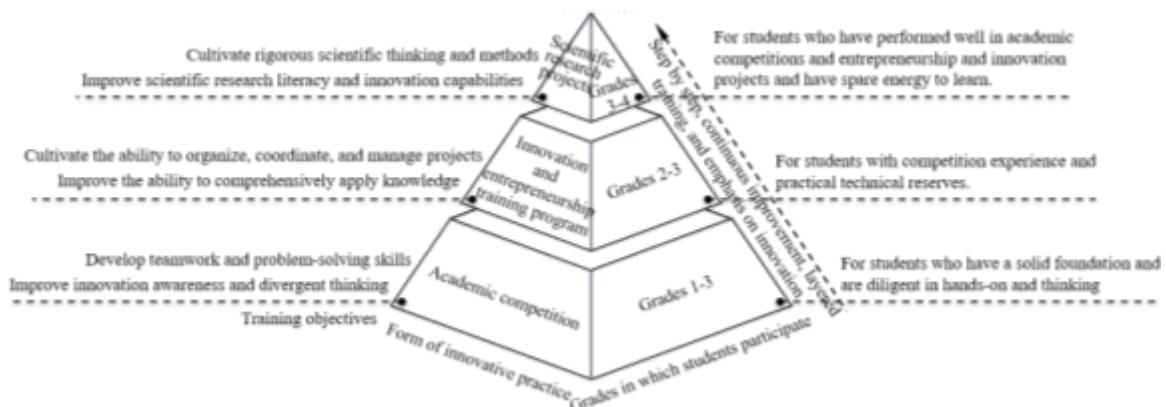 Cultivate rigorous scientific thinking and methods
Improve scientific research literacy and innovation capabilities
Scientific
research
projects
Grades
3-4
For students who have performed well in academic
competitions and entrepreneurship and innovation
projects and have spare energy to learn.
Step by step, continuous improvement, layered
training, and emphasis on innovation
Cultivate the ability to organize, coordinate, and manage projects
Improve the ability to comprehensively apply knowledge
Innovation
and
entrepreneurship
training program
Grades 2-3
For students with competition experience and
practical technical reserves.
Develop teamwork and problem-solving skills
Improve innovation awareness and divergent thinking
Training objectives
Academic competition
Grades 1-3
For students who have a solid foundation and
are diligent in hands-on and thinking
Form of innovative practice
Grades in which students participate